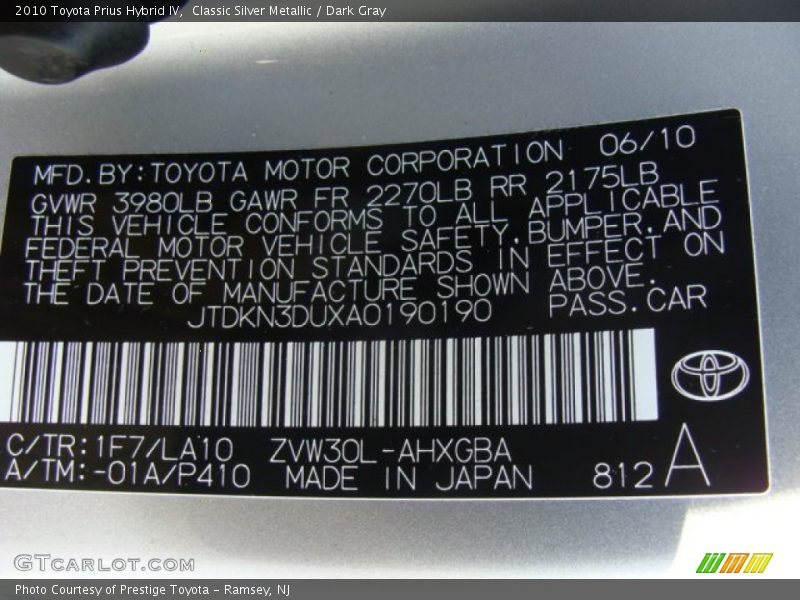 2010 Toyota Prius Hybrid IV,  Classic Silver Metallic / Dark Gray
MFD. BY: TOYOTA MOTOR CORPORATION 06/10
GVWR 3980LB GAWR FR 2270LB RR 2175LB
THIS VEHICLE CONFORMS TO ALL APPLICABLE
FEDERAL MOTOR VEHICLE SAFETY, BUMPER, AND
THEFT PREVENTION STANDARDS IN EFFECT ON
THE DATE OF MANUFACTURE SHOWN ABOVE.
JTDKN3DUXA0190190 PASS. CAR
C/TR: 1F7/LA10 ZVW30L-AHXGBA
A/TM: -01A/P410 MADE IN JAPAN 812 A
GTCARLOT.COM
Photo Courtesy of Prestige Toyota - Ramsey, NJ